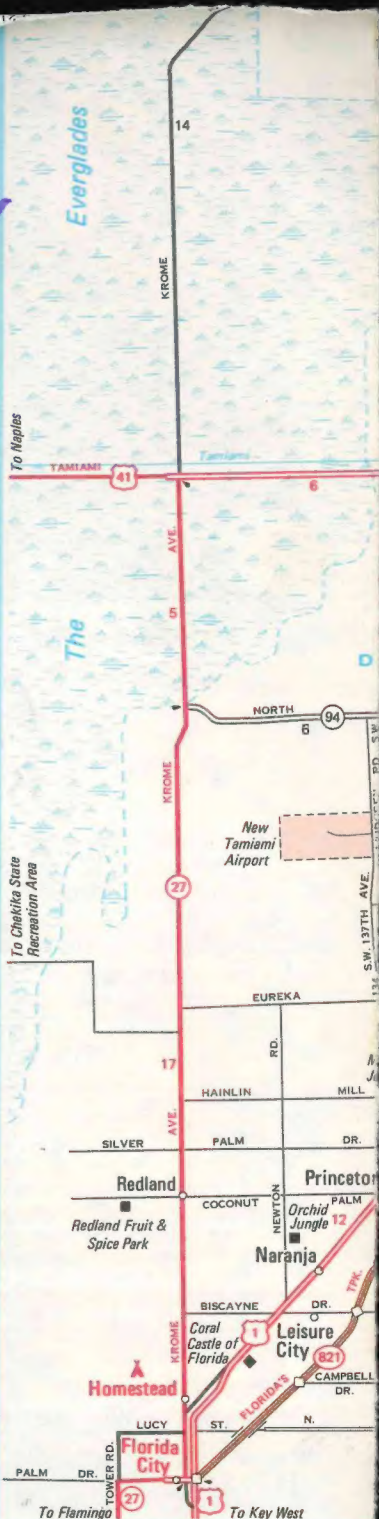 Everglades
14
KROME
To Naples
TAMIAMI
41
Tamiami
6
AVE.
5
The
NORTH
94
6
KROME
New
Tamiami
Airport
S.W. 137TH AVE.
27
To Chekika State
Recreation Area
EUREKA
RD.
17
HAINLIN MILL
AVE.
SILVER PALM DR.
Redland
Princeton
COCONUT PALM
NEWTON
Redland Fruit &
Spice Park
Orchid
Jungle
12
Naranja
TPK.
BISCAYNE DR.
KROME
Coral
Castle of
Florida
1
Leisure
City
821
CAMPBELL
DR.
Homestead
FLORIDA'S
LUCY ST. N.
Florida
City
TOWER RD.
PALM DR.
27
1
To Flamingo
To Key West